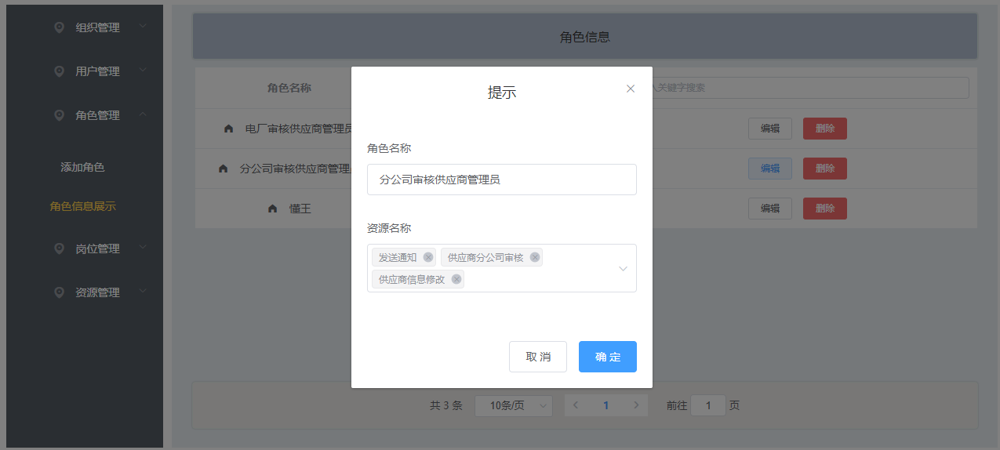 组织管理
用户管理
角色管理
添加角色
角色信息展示
岗位管理
资源管理
角色信息
角色名称
关键字搜索
电厂审核供应商管理员
编辑
删除
分公司审核供应商管理
编辑
删除
懂王
编辑
删除
提示
角色名称
分公司审核供应商管理员
资源名称
发送通知
供应商分公司审核
供应商信息修改
取 消
确 定
共 3 条
10条/页
1
前往
1
页